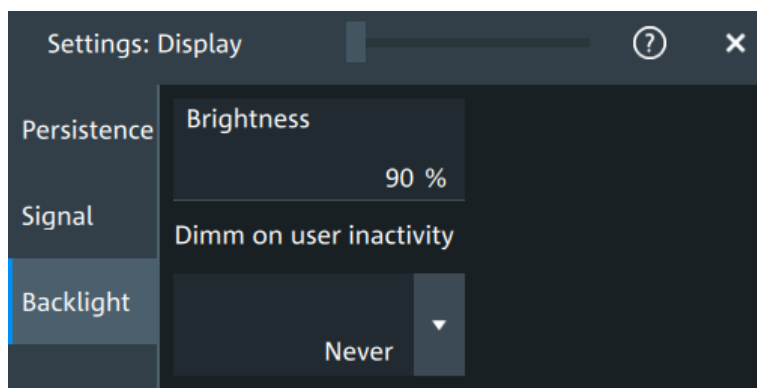 Settings: Display
?
Persistence
Signal
Backlight
Brightness
90 %
Dimm on user inactivity
Never